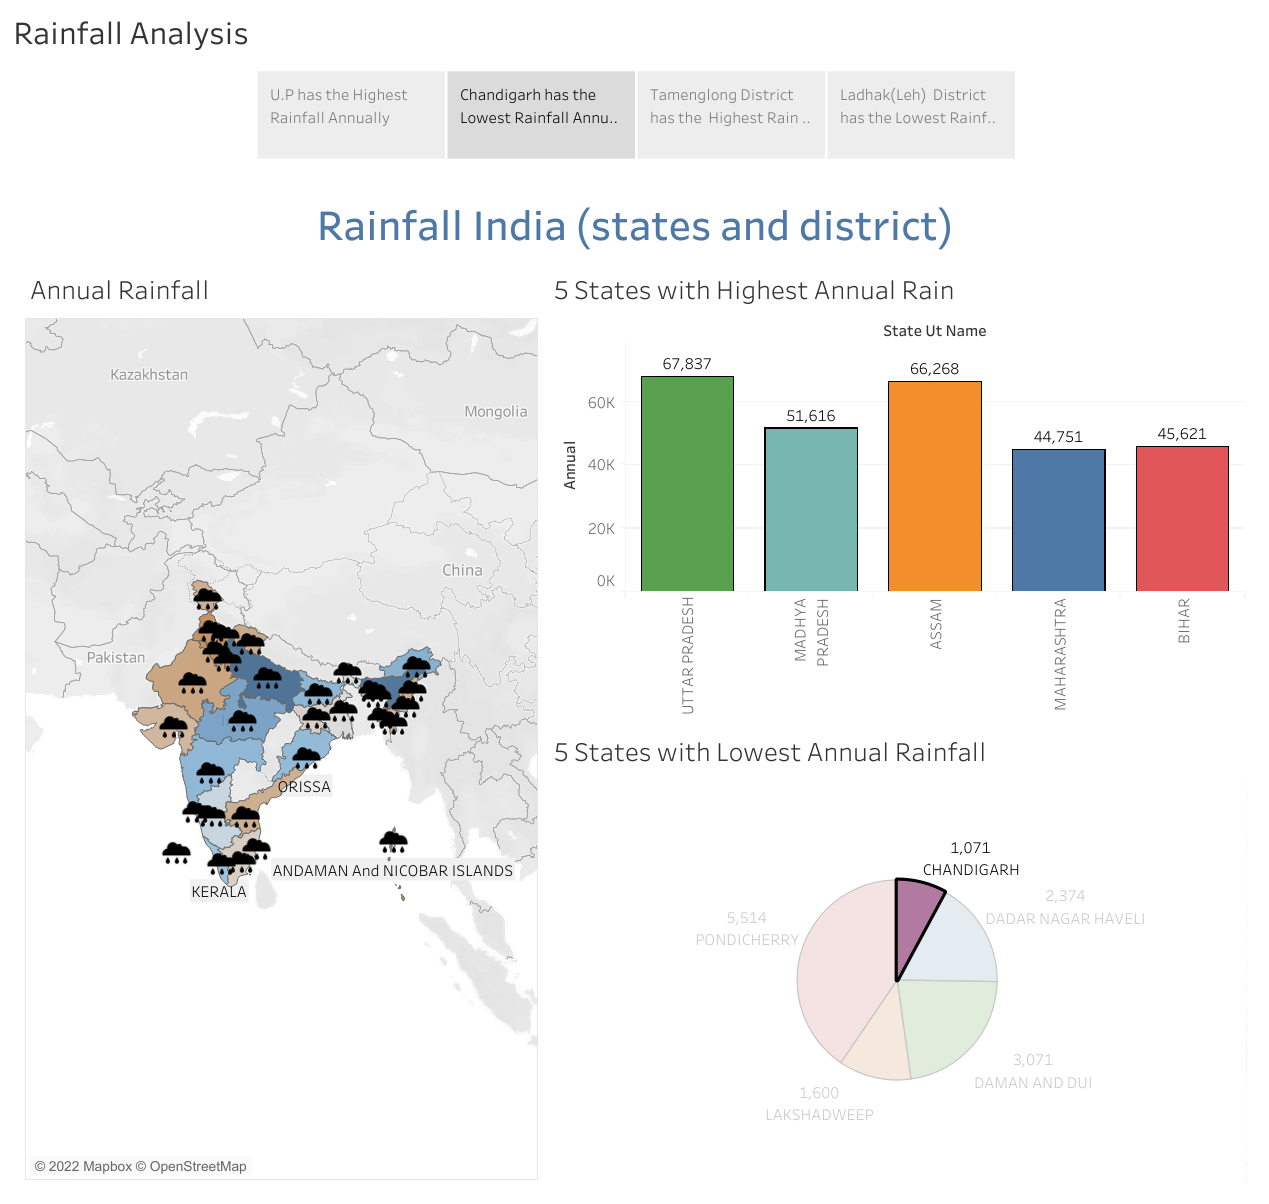 Rainfall Analysis
U.P has the Highest
Rainfall Annually
Chandigarh has the
Lowest Rainfall Annu..
Tamenglong District
has the Highest Rain ..
Ladhak(Leh) District
has the Lowest Rainf..
Rainfall India (states and district)
Annual Rainfall
Kazakhstan
Mongolia
China
Pakistan
ORISSA
ANDAMAN And NICOBAR ISLANDS
KERALA
© 2022 Mapbox © OpenStreetMap
5 States with Highest Annual Rain
State Ut Name
67,837
66,268
51,616
44,751
45,621
60K
40K
20K
0K
Annual
UTTAR PRADESH
MADHYA
PRADESH
ASSAM
MAHARASHTRA
BIHAR
5 States with Lowest Annual Rainfall
1,071
CHANDIGARH
2,374
DADAR NAGAR HAVELI
5,514
PONDICHERRY
3,071
DAMAN AND DUI
1,600
LAKSHADWEEP